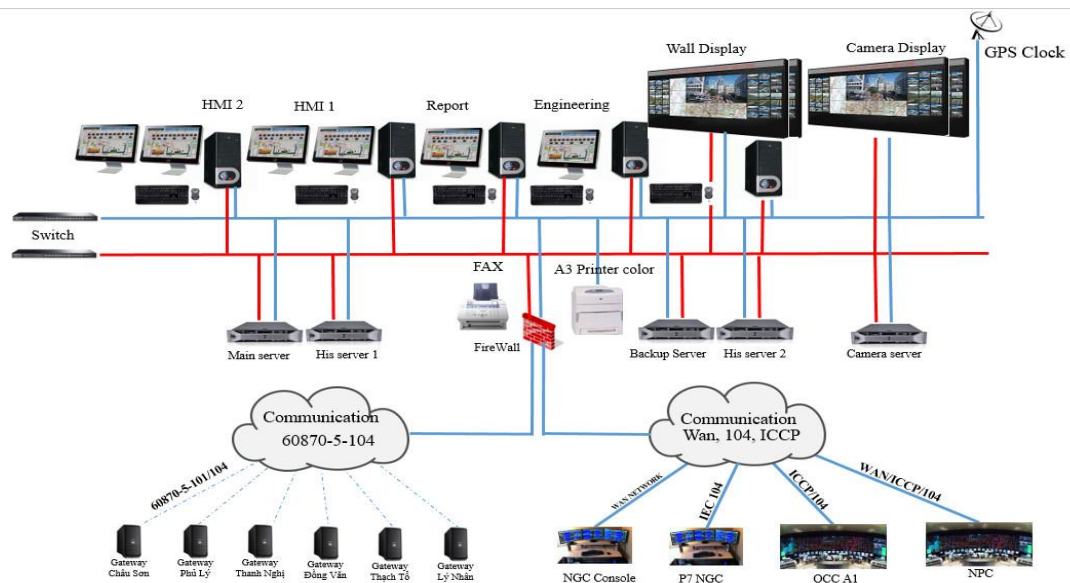 Wall Display
Camera Display
GPS Clock
HMI 2
HMI 1
Report
Engineering
Switch
FAX
A3 Printer color
Main server
His server 1
FireWall
Backup Server
His server 2
Camera server
Communication
60870-5-104
Communication
Wan, 104, ICCP
60870-5-101/104
WAN NETWORK
IEC 104
ICCP/104
WAN/ICCP/104
Gateway
Châu Sơn
Gateway
Phủ Lý
Gateway
Thanh Nghị
Gateway
Đồng Văn
Gateway
Thạch Tổ
Gateway
Lý Nhân
NGC Console
P7 NGC
OCC A1
NPC